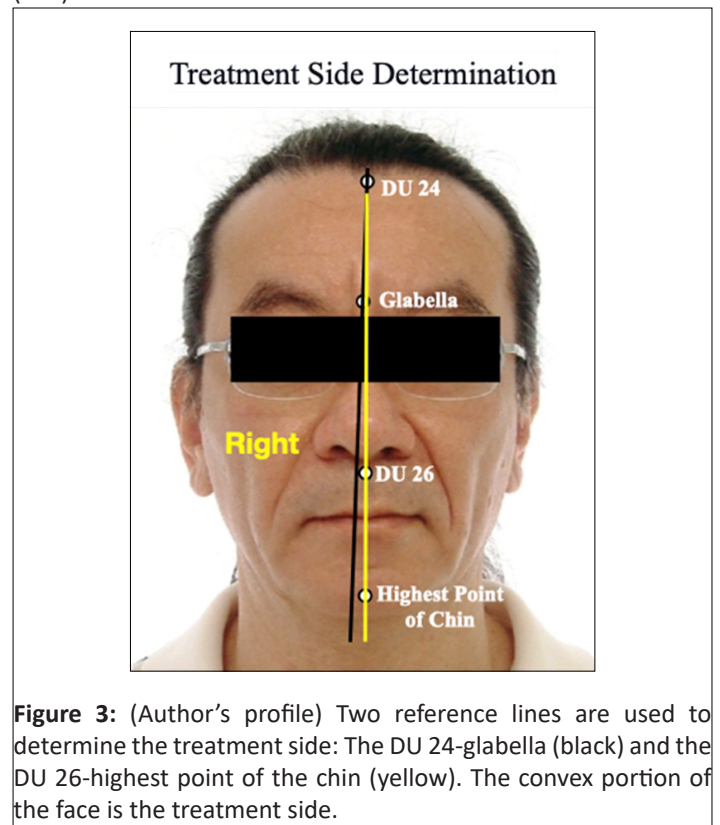 Treatment Side Determination
DU 24
Glabella
Right
DU 26
Highest Point
of Chin
Figure 3: (Author’s profile) Two reference lines are used to
determine the treatment side: The DU 24-glabella (black) and the
DU 26-highest point of the chin (yellow). The convex portion of
the face is the treatment side.